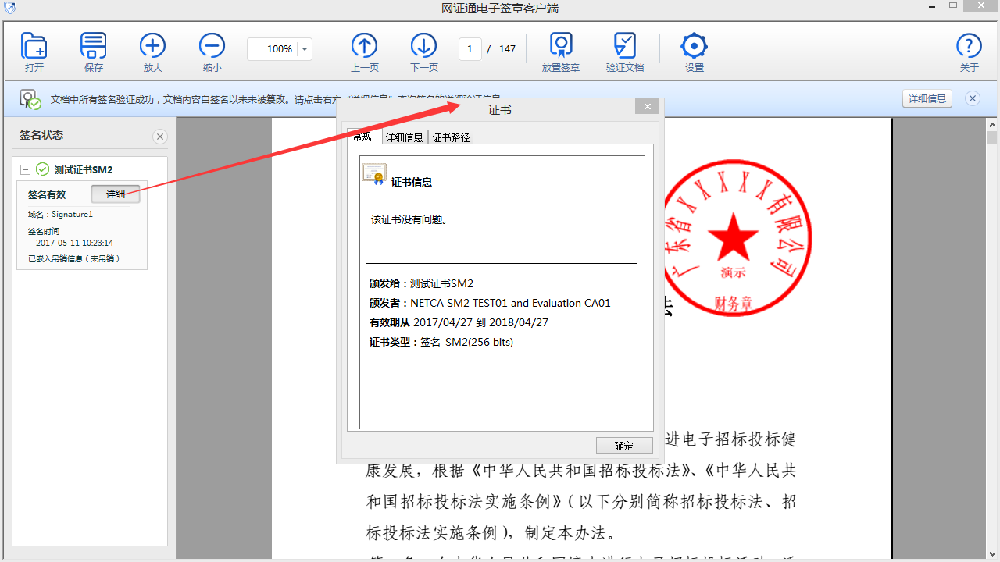 网证通电子签章客户端
打开
保存
放大
缩小
100%
上一页
下一页
1 / 147
放置签章
验证文档
设置
关于
文档中所有签名验证成功，文档内容自签名以来未被篡改。请点击右方
详细信息
签名状态
测试证书SM2
签名有效
详细
域名：Signature1
签名时间
2017-05-11 10:23:14
已嵌入吊销信息（未吊销）
证书
常规
详细信息
证书路径
证书信息
该证书没有问题。
颁发给：测试证书SM2
颁发者：NETCA SM2 TEST01 and Evaluation CA01
有效期从 2017/04/27 到 2018/04/27
证书类型：签名-SM2(256 bits)
确定
广东省XXXXXX有限公司
演示
财务章
法
进电子招标投标健
康发展，根据《中华人民共和国招标投标法》、《中华人民共
和国招标投标法实施条例》（以下分别简称招标投标法、招
标投标法实施条例），制定本办法。